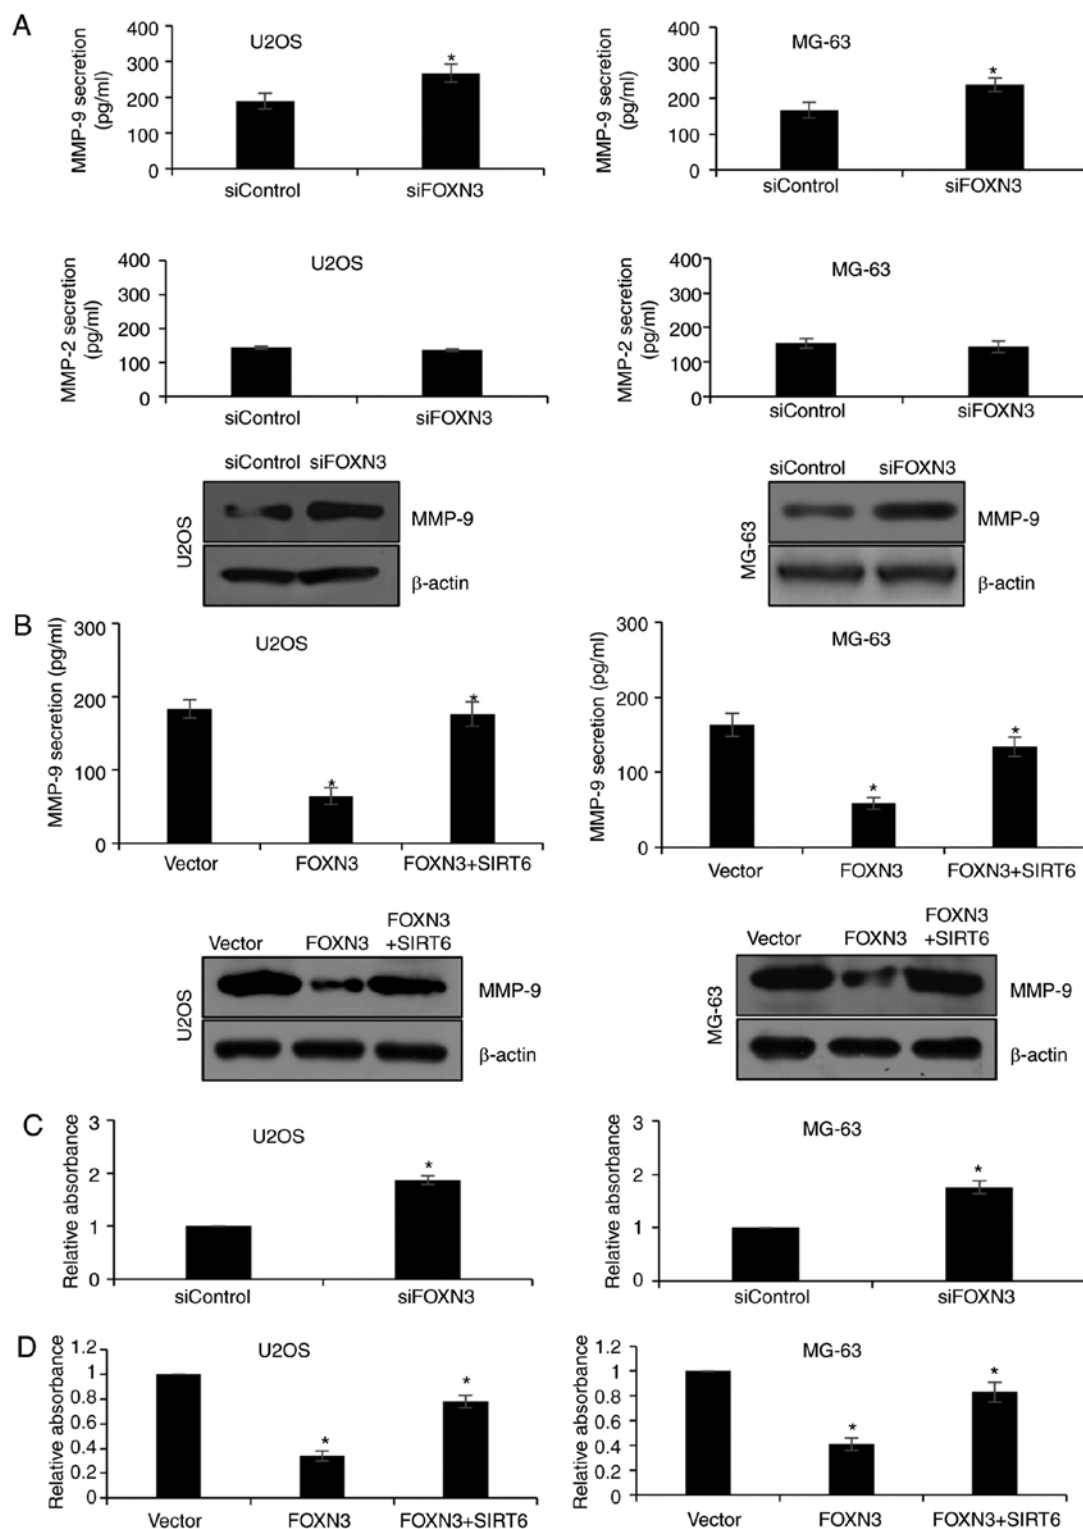 A
U2OS
MMP-9 secretion
(pg/ml)
400
300
200
100
0
*
siControl siFOXN3
MG-63
MMP-9 secretion
(pg/ml)
400
300
200
100
0
*
siControl siFOXN3
U2OS
MMP-2 secretion
(pg/ml)
400
300
200
100
0
siControl siFOXN3
MG-63
MMP-2 secretion
(pg/ml)
400
300
200
100
0
siControl siFOXN3
siControl siFOXN3
U2OS
MMP-9
β-actin
siControl siFOXN3
MG-63
MMP-9
β-actin
B
U2OS
MMP-9 secretion (pg/ml)
300
200
100
0
*
*
Vector FOXN3 FOXN3+SIRT6
MG-63
MMP-9 secretion (pg/ml)
300
200
100
0
*
*
Vector FOXN3 FOXN3+SIRT6
FOXN3
Vector FOXN3 +SIRT6
U2OS
MMP-9
β-actin
FOXN3
Vector FOXN3 +SIRT6
MG-63
MMP-9
β-actin
C
U2OS
Relative absorbance
3
2
1
0
*
siControl siFOXN3
MG-63
Relative absorbance
3
2
1
0
*
siControl siFOXN3
D
U2OS
Relative absorbance
1.2
1
0.8
0.6
0.4
0.2
0
*
*
Vector FOXN3 FOXN3+SIRT6
MG-63
Relative absorbance
1.2
1
0.8
0.6
0.4
0.2
0
*
*
Vector FOXN3 FOXN3+SIRT6